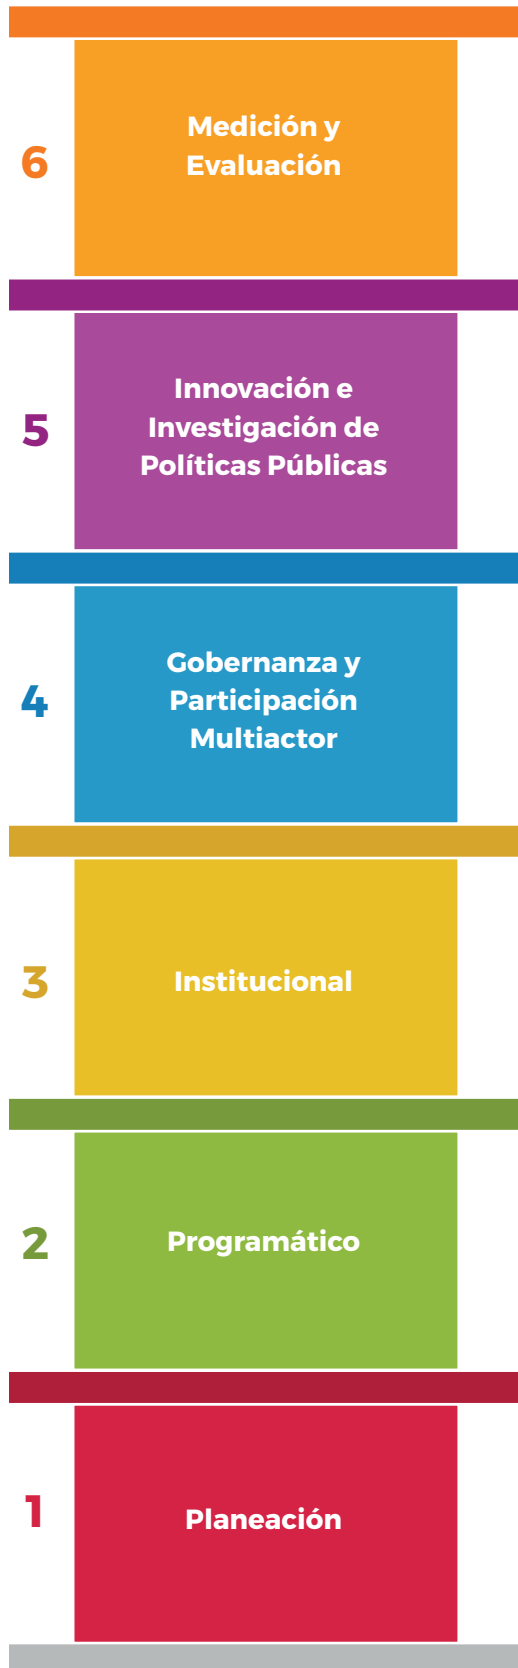 6
Medición y
Evaluación
5
Innovación e
Investigación de
Políticas Públicas
4
Gobernanza y
Participación
Multiactor
3
Institucional
2
Programático
1
Planeación